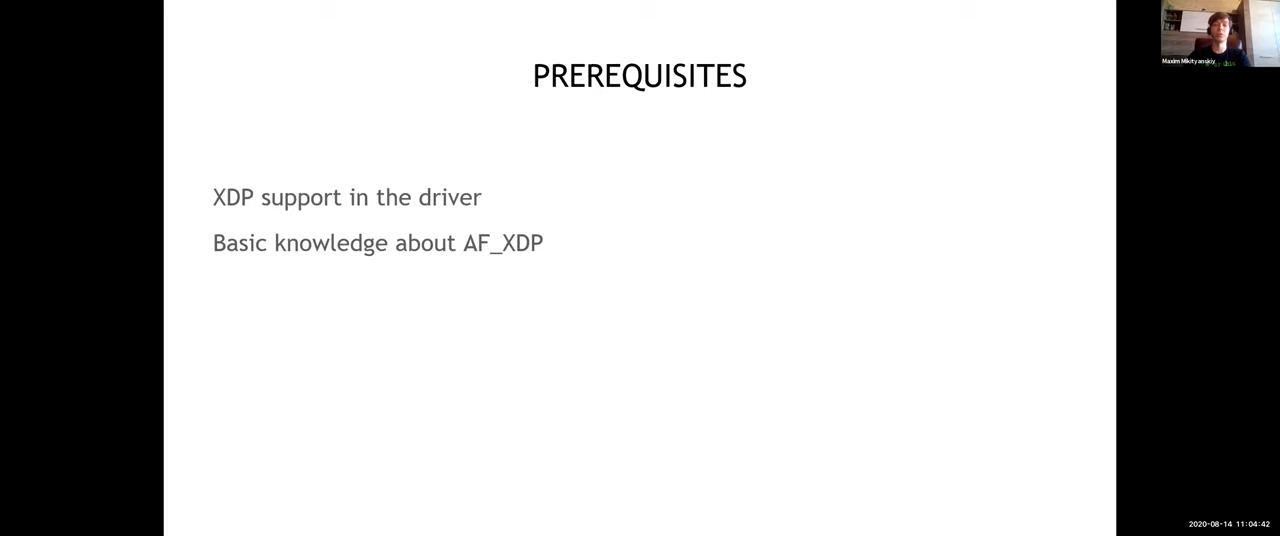 PREREQUISITES
Maxim Mikityanskiy
XDP support in the driver
Basic knowledge about AF_XDP
2020-08-14 11:04:42